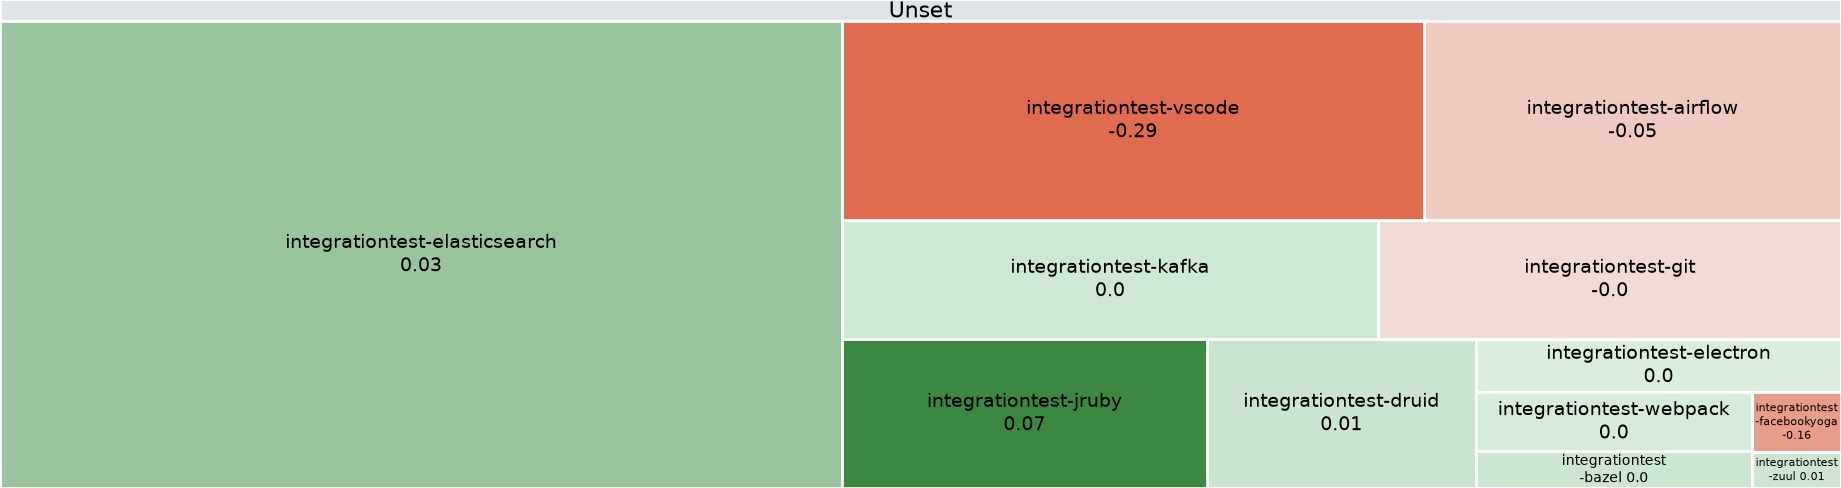 Unset
integrationtest-elasticsearch
0.03
integrationtest-vscode
-0.29
integrationtest-airflow
-0.05
integrationtest-kafka
0.0
integrationtest-git
-0.0
integrationtest-jruby
0.07
integrationtest-druid
0.01
integrationtest-electron
0.0
integrationtest-webpack
0.0
integrationtest
-facebookyoga
-0.16
integrationtest
-bazel 0.0
integrationtest
-zuul 0.01